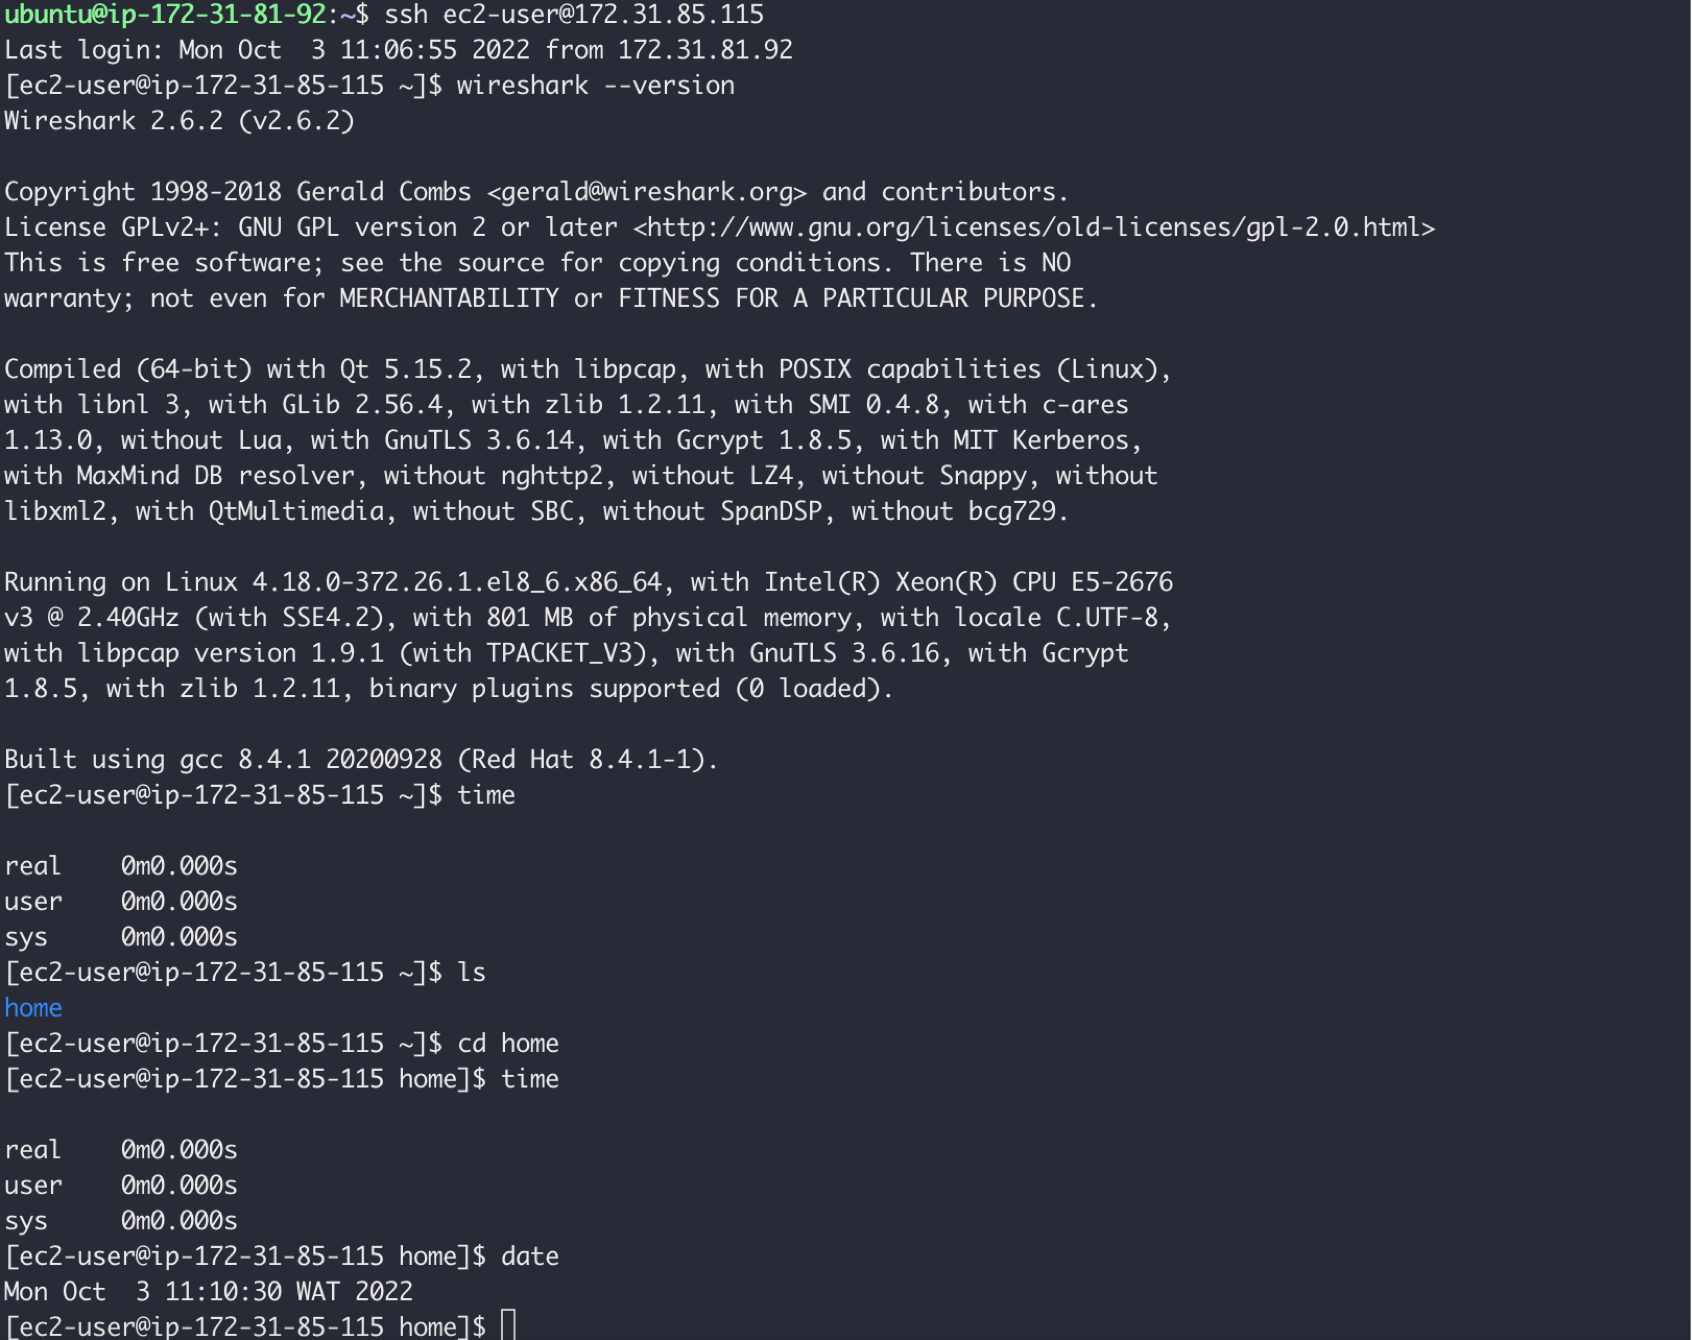 ubuntu@ip-172-31-81-92:~$ ssh ec2-user@172.31.85.115
Last login: Mon Oct  3 11:06:55 2022 from 172.31.81.92
[ec2-user@ip-172-31-85-115 ~]$ wireshark --version
Wireshark 2.6.2 (v2.6.2)

Copyright 1998-2018 Gerald Combs <gerald@wireshark.org> and contributors.
License GPLv2+: GNU GPL version 2 or later <http://www.gnu.org/licenses/old-licenses/gpl-2.0.html>
This is free software; see the source for copying conditions. There is NO
warranty; not even for MERCHANTABILITY or FITNESS FOR A PARTICULAR PURPOSE.

Compiled (64-bit) with Qt 5.15.2, with libpcap, with POSIX capabilities (Linux),
with libnl 3, with GLib 2.56.4, with zlib 1.2.11, with SMI 0.4.8, with c-ares
1.13.0, without Lua, with GnuTLS 3.6.14, with Gcrypt 1.8.5, with MIT Kerberos,
with MaxMind DB resolver, without nghttp2, without LZ4, without Snappy, without
libxml2, with QtMultimedia, without SBC, without SpanDSP, without bcg729.

Running on Linux 4.18.0-372.26.1.el8_6.x86_64, with Intel(R) Xeon(R) CPU E5-2676
v3 @ 2.40GHz (with SSE4.2), with 801 MB of physical memory, with locale C.UTF-8,
with libpcap version 1.9.1 (with TPACKET_V3), with GnuTLS 3.6.16, with Gcrypt
1.8.5, with zlib 1.2.11, binary plugins supported (0 loaded).

Built using gcc 8.4.1 20200928 (Red Hat 8.4.1-1).
[ec2-user@ip-172-31-85-115 ~]$ time

real    0m0.000s
user    0m0.000s
sys     0m0.000s
[ec2-user@ip-172-31-85-115 ~]$ ls
home
[ec2-user@ip-172-31-85-115 ~]$ cd home
[ec2-user@ip-172-31-85-115 home]$ time

real    0m0.000s
user    0m0.000s
sys     0m0.000s
[ec2-user@ip-172-31-85-115 home]$ date
Mon Oct  3 11:10:30 WAT 2022
[ec2-user@ip-172-31-85-115 home]$